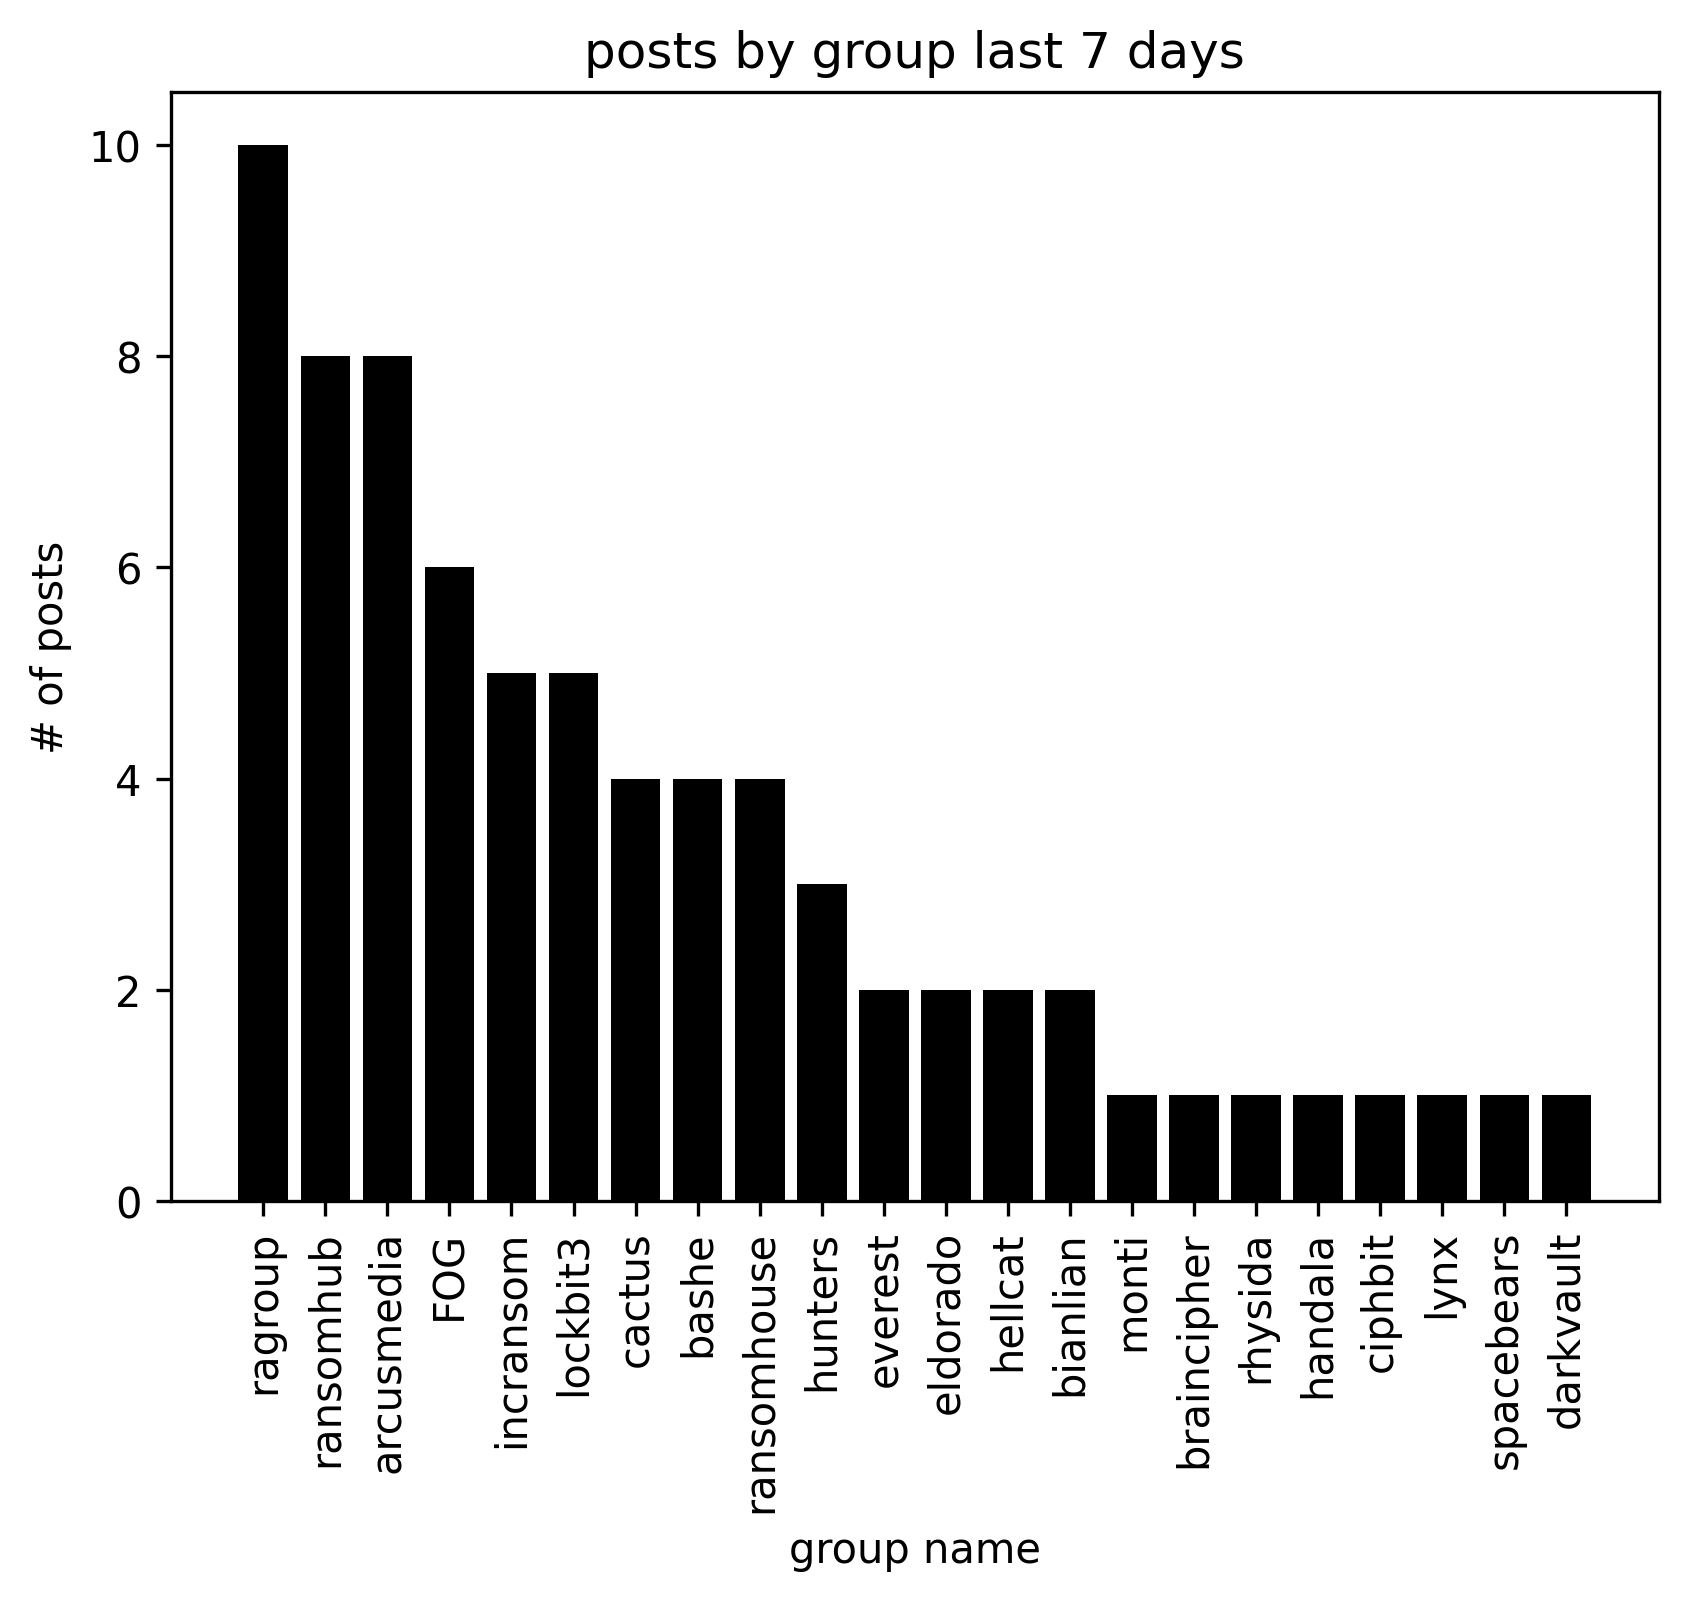 posts by group last 7 days
# of posts
10
8
6
4
2
0
ragroup
ransomhub
arcusmedia
FOG
incransom
lockbit3
cactus
bashe
ransomhouse
hunters
everest
eldorado
hellcat
bianlian
monti
braincipher
rhysida
handala
ciphbit
lynx
spacebears
darkvault
group name